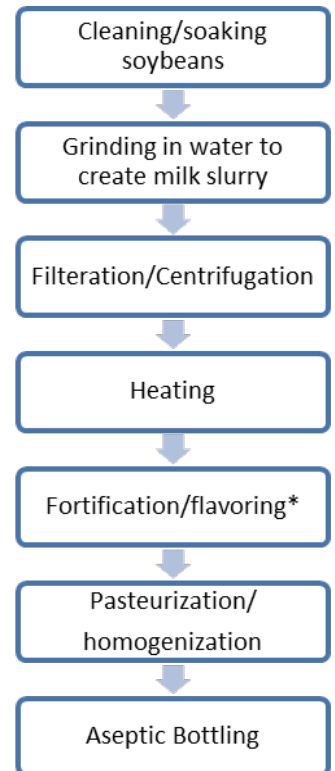 Cleaning/soaking
soybeans
Grinding in water to
create milk slurry
Filteration/Centrifugation
Heating
Fortification/flavoring*
Pasteurization/
homogenization
Aseptic Bottling